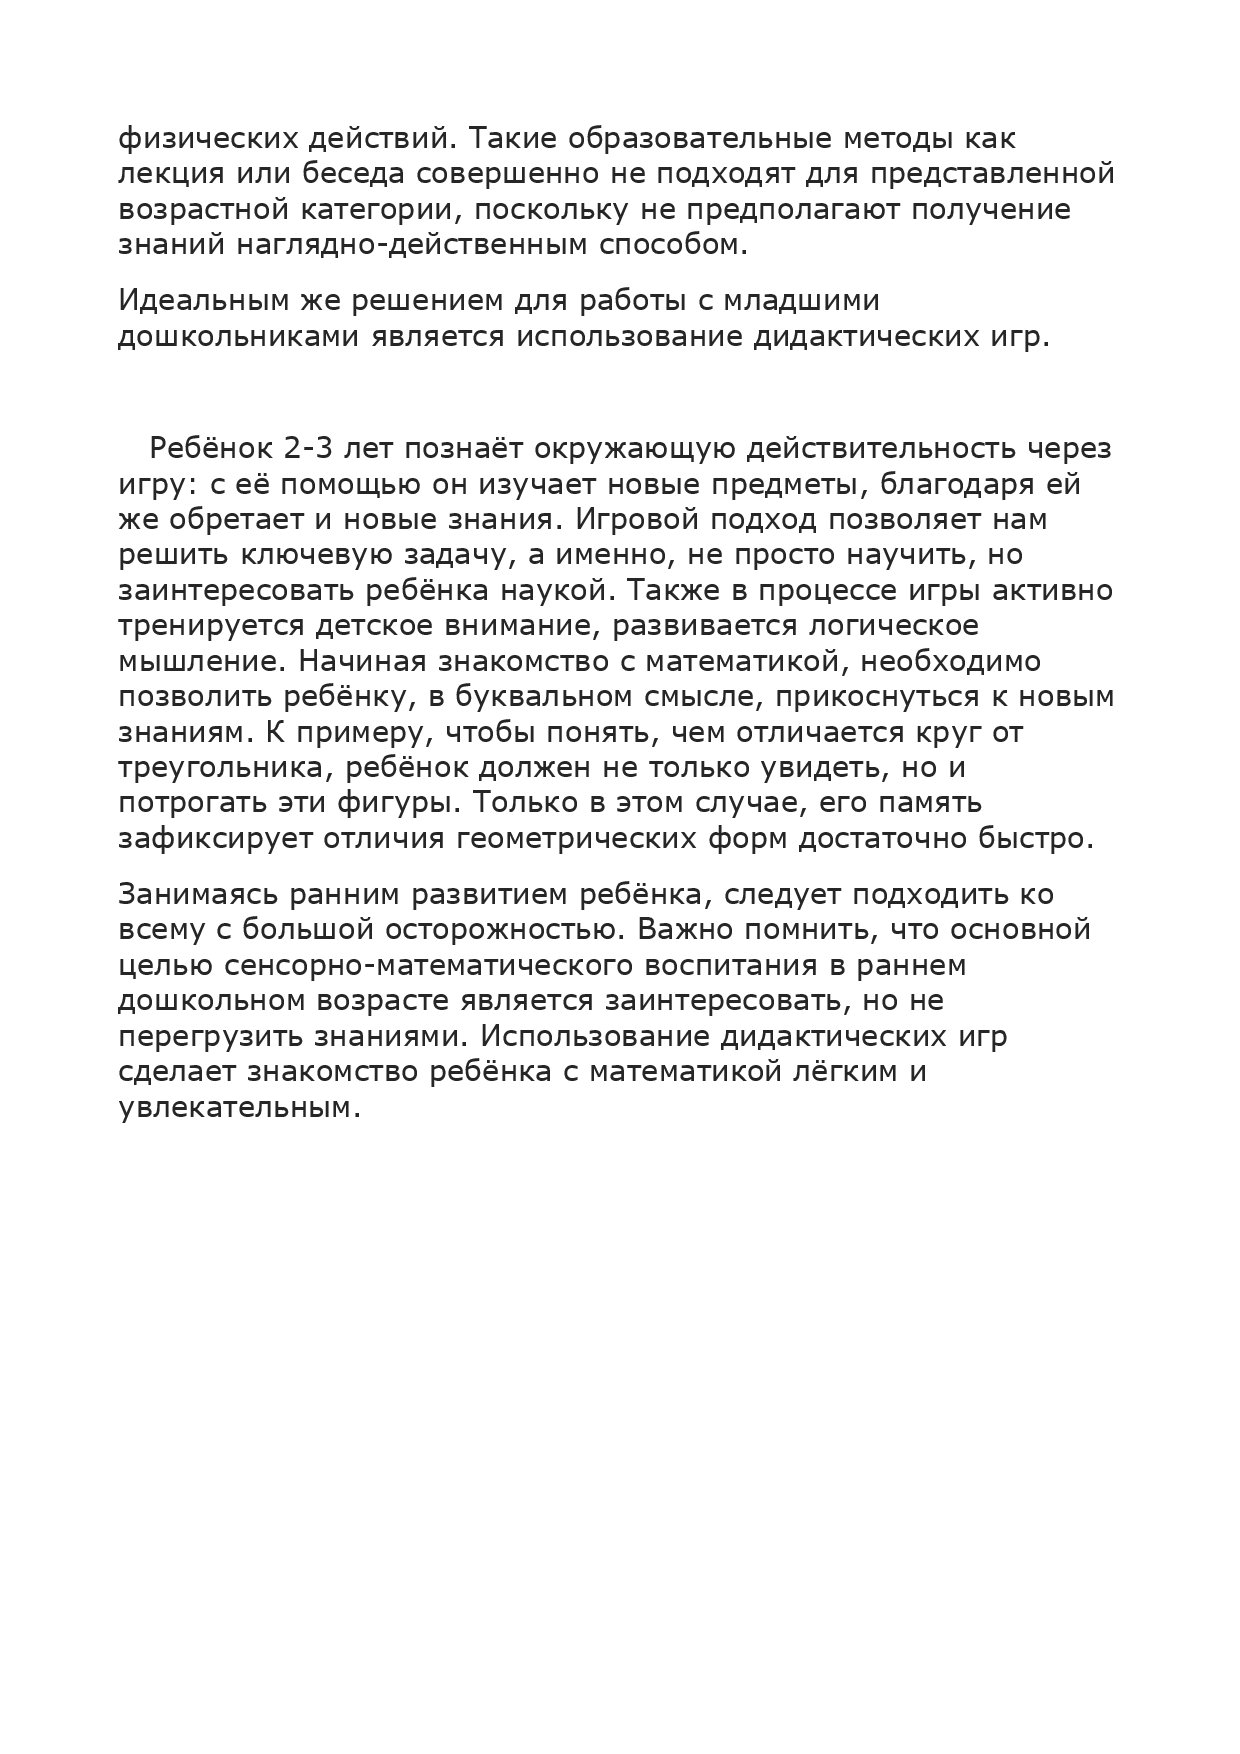 физических действий. Такие образовательные методы как
лекция или беседа совершенно не подходят для представленной
возрастной категории, поскольку не предполагают получение
знаний наглядно-действенным способом.
Идеальным же решением для работы с младшими
дошкольниками является использование дидактических игр.
Ребёнок 2-3 лет познаёт окружающую действительность через
игру: с её помощью он изучает новые предметы, благодаря ей
же обретает и новые знания. Игровой подход позволяет нам
решить ключевую задачу, а именно, не просто научить, но
заинтересовать ребёнка наукой. Также в процессе игры активно
тренируется детское внимание, развивается логическое
мышление. Начиная знакомство с математикой, необходимо
позволить ребёнку, в буквальном смысле, прикоснуться к новым
знаниям. К примеру, чтобы понять, чем отличается круг от
треугольника, ребёнок должен не только увидеть, но и
потрогать эти фигуры. Только в этом случае, его память
зафиксирует отличия геометрических форм достаточно быстро.
Занимаясь ранним развитием ребёнка, следует подходить ко
всему с большой осторожностью. Важно помнить, что основной
целью сенсорно-математического воспитания в раннем
дошкольном возрасте является заинтересовать, но не
перегрузить знаниями. Использование дидактических игр
сделает знакомство ребёнка с математикой лёгким и
увлекательным.